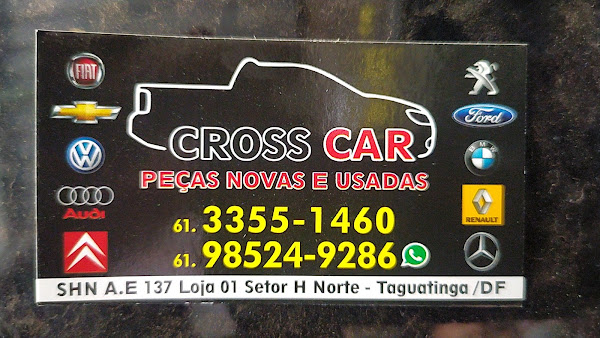 FIAT
Audi
Ford
BMW
RENAULT
CROSS CAR
PEÇAS NOVAS E USADAS
61. 3355-1460
61. 98524-9286
SHN A.E 137 Loja 01 Setor H Norte - Taguatinga /DF